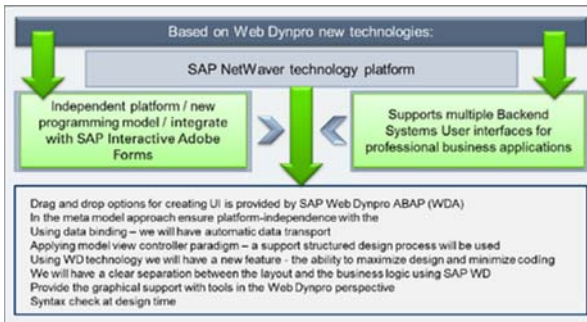 Based on Web Dynpro new technologies:
SAP NetWaver technology platform
Independent platform / new
programming model / integrate
with SAP Interactive Adobe
Forms
Supports multiple Backend
Systems User interfaces for
professional business applications
Drag and drop options for creating UI is provided by SAP Web Dynpro ABAP (WDA)
In the meta model approach ensure platform-independence with the
Using data binding – we will have automatic data transport
Applying model view controller paradigm – a support structured design process will be used
Using WD technology we will have a new feature - the ability to maximize design and minimize coding
We will have a clear separation between the layout and the business logic using SAP WD
Provide the graphical support with tools in the Web Dynpro perspective
Syntax check at design time